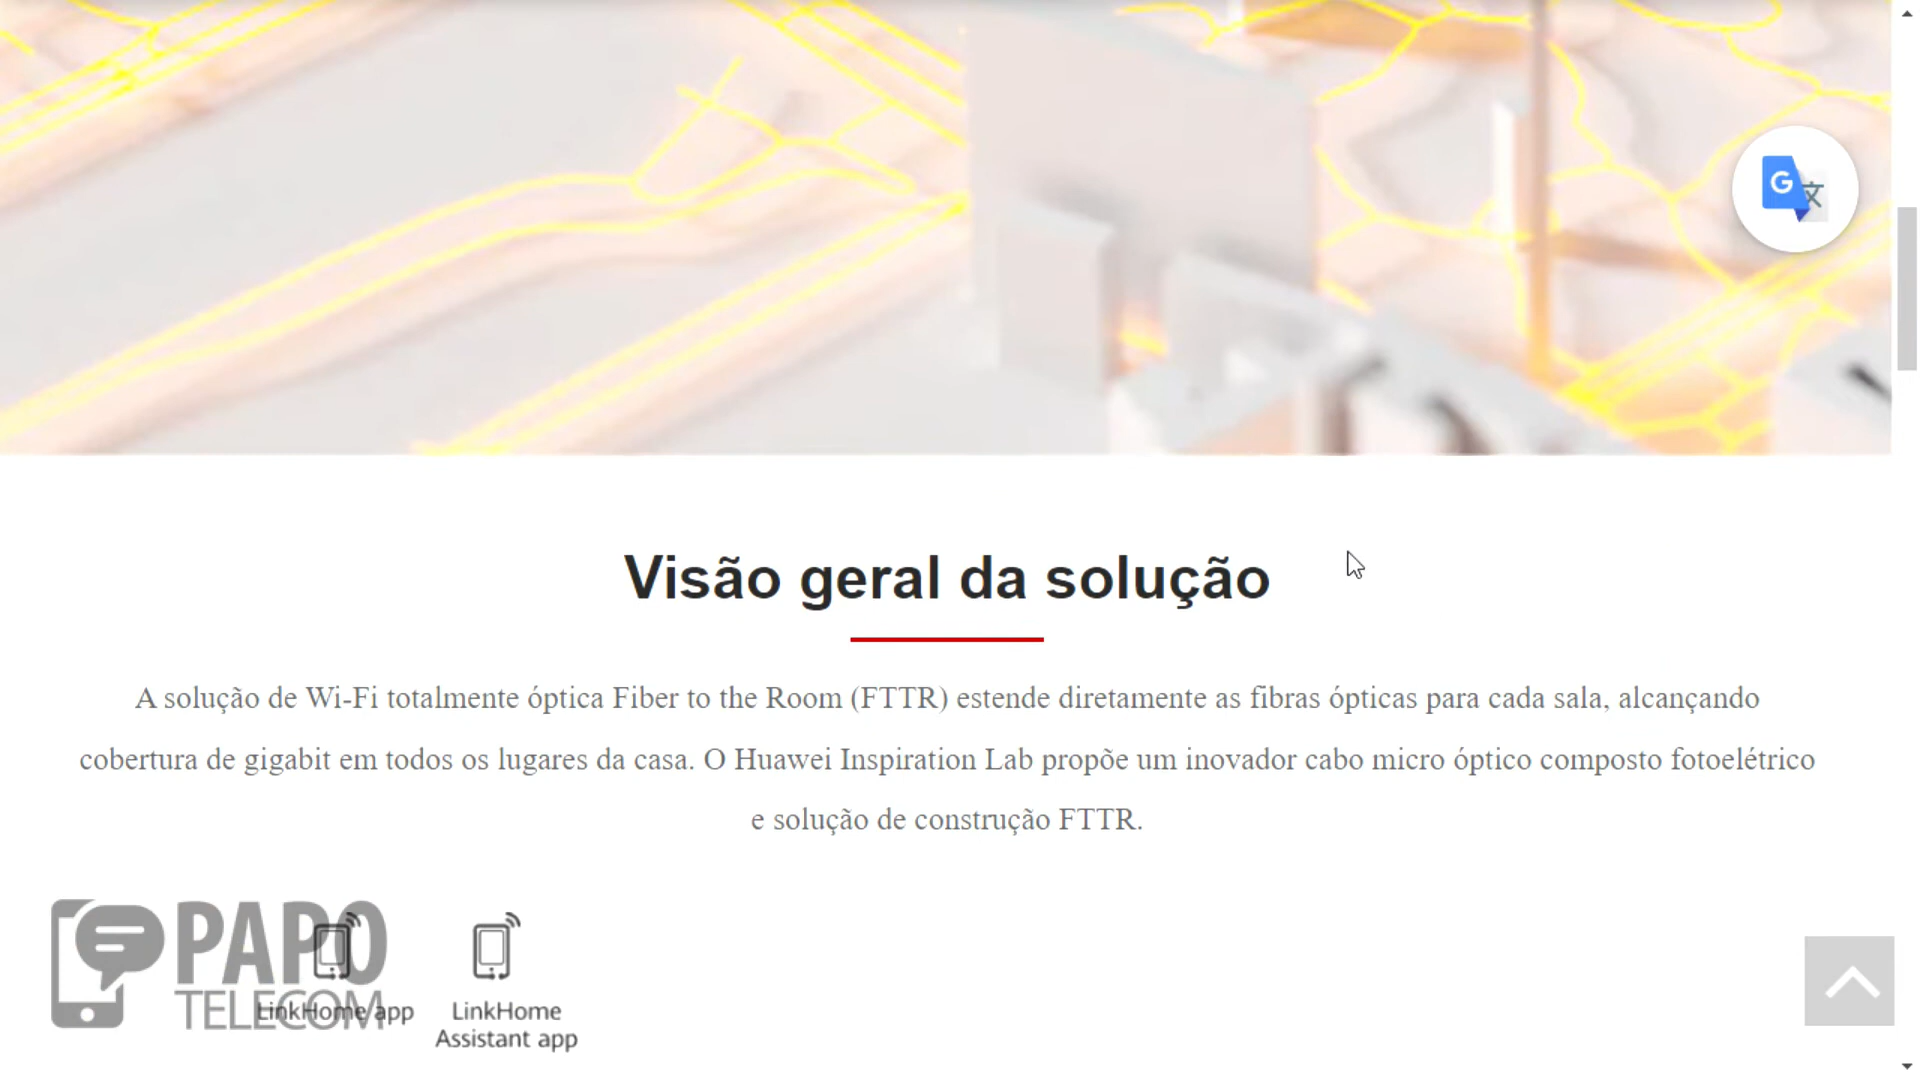 G文
Visão geral da solução
A solução de Wi-Fi totalmente óptica Fiber to the Room (FTTR) estende diretamente as fibras ópticas para cada sala, alcançando
cobertura de gigabit em todos os lugares da casa. O Huawei Inspiration Lab propõe um inovador cabo micro óptico composto fotoelétrico
e solução de construção FTTR.
PAPO
TELECOM
LinkHome app
LinkHome
Assistant app